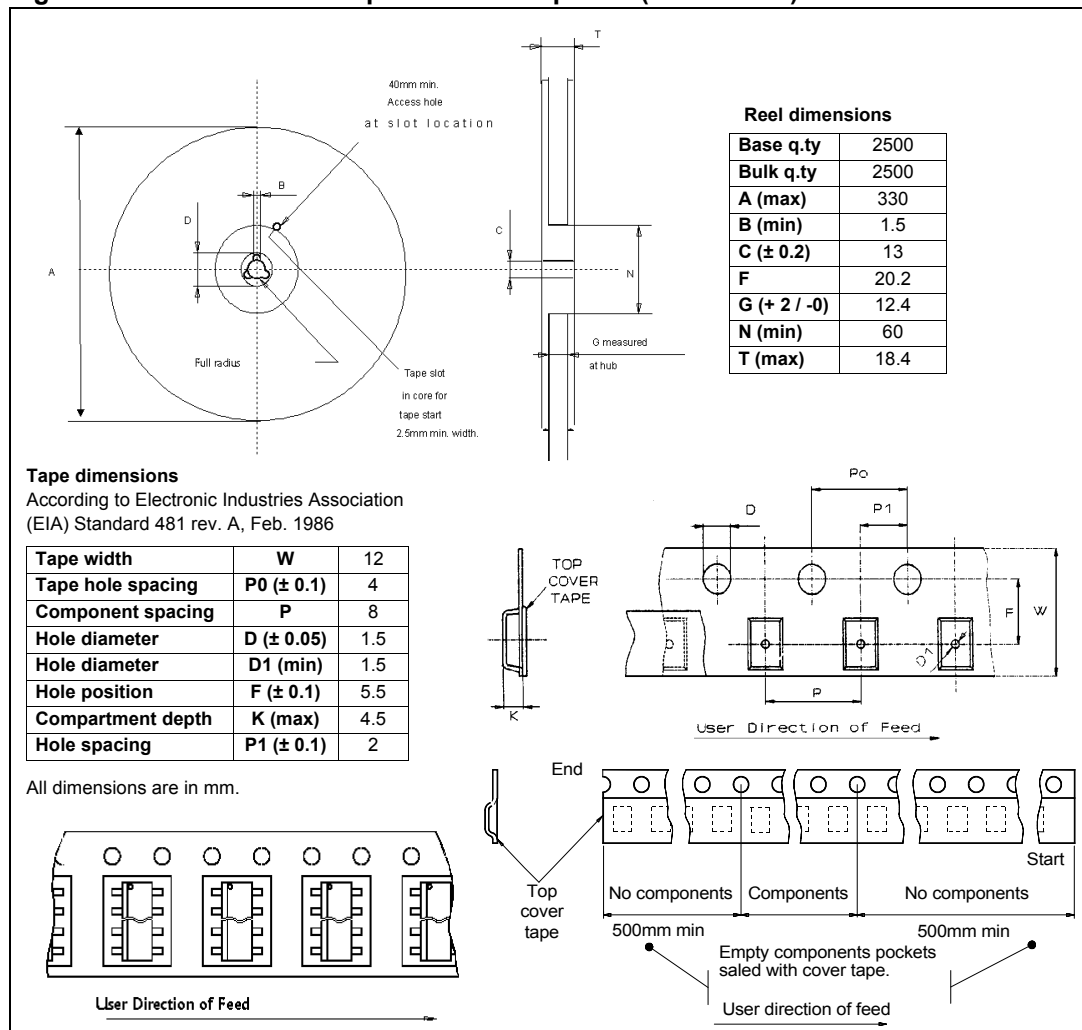 T
40mm min.
Access hole
at slot location
B
D
C
A
N
G measured
at hub
Full radius
Tape slot
in core for
tape start
2.5mm min. width.
Reel dimensions
Base q.ty 2500
Bulk q.ty 2500
A (max) 330
B (min) 1.5
C (± 0.2) 13
F 20.2
G (+ 2 / -0) 12.4
N (min) 60
T (max) 18.4
Tape dimensions
According to Electronic Industries Association
(EIA) Standard 481 rev. A, Feb. 1986
Tape width W 12
Tape hole spacing P0 (± 0.1) 4
Component spacing P 8
Hole diameter D (± 0.05) 1.5
Hole diameter D1 (min) 1.5
Hole position F (± 0.1) 5.5
Compartment depth K (max) 4.5
Hole spacing P1 (± 0.1) 2
All dimensions are in mm.
Po
D
P1
TOP
COVER
TAPE
F
W
D1
K
P
User Direction of Feed
End
Start
Top
cover
tape
No components
Components
No components
500mm min
500mm min
Empty components pockets
saled with cover tape.
User direction of feed
User Direction of Feed